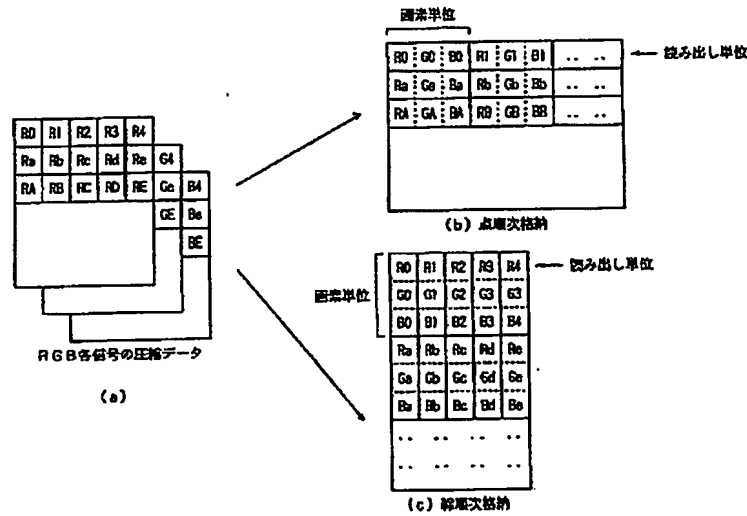 画素単位
R0 G0 B0 R1 G1 B1 .. ..
読み出し単位
Ra Ga Ba Rb Gb Bb .. ..
RA GA BA RB GB BB .. ..
(b) 点順次格納
R0 R1 R2 R3 R4
Ra Rb Rc Rd Re G4
RA RB RC RD RE Ge B4
GE Be
BE
RGB各信号の圧縮データ
(a)
画素単位
R0 R1 R2 R3 R4
読み出し単位
G0 G1 G2 G3 G3
B0 B1 B2 B3 B4
Ra Rb Rc Rd Re
Ga Gb Gc Gd Ge
Ba Bb Bc Bd Be
.. .. .. ..
.. .. .. ..
(c) 線順次格納